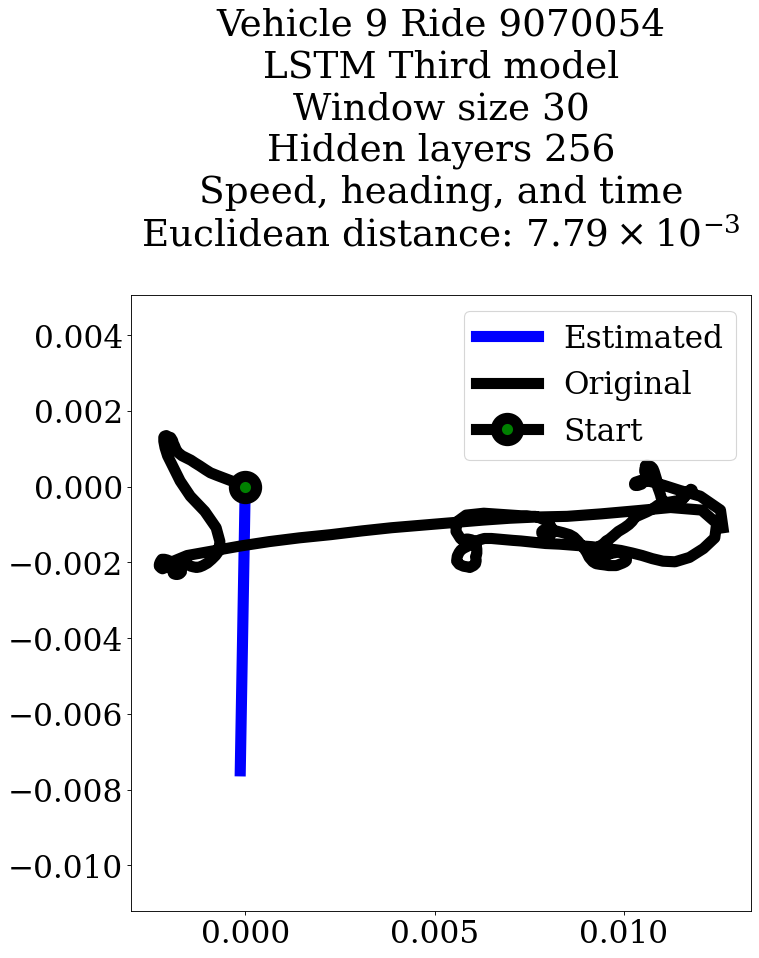 Vehicle 9 Ride 9070054
LSTM Third model
Window size 30
Hidden layers 256
Speed, heading, and time
Euclidean distance: 7.79 × 10⁻³
Estimated
Original
Start
0.004
0.002
0.000
−0.002
−0.004
−0.006
−0.008
−0.010
0.000 0.005 0.010